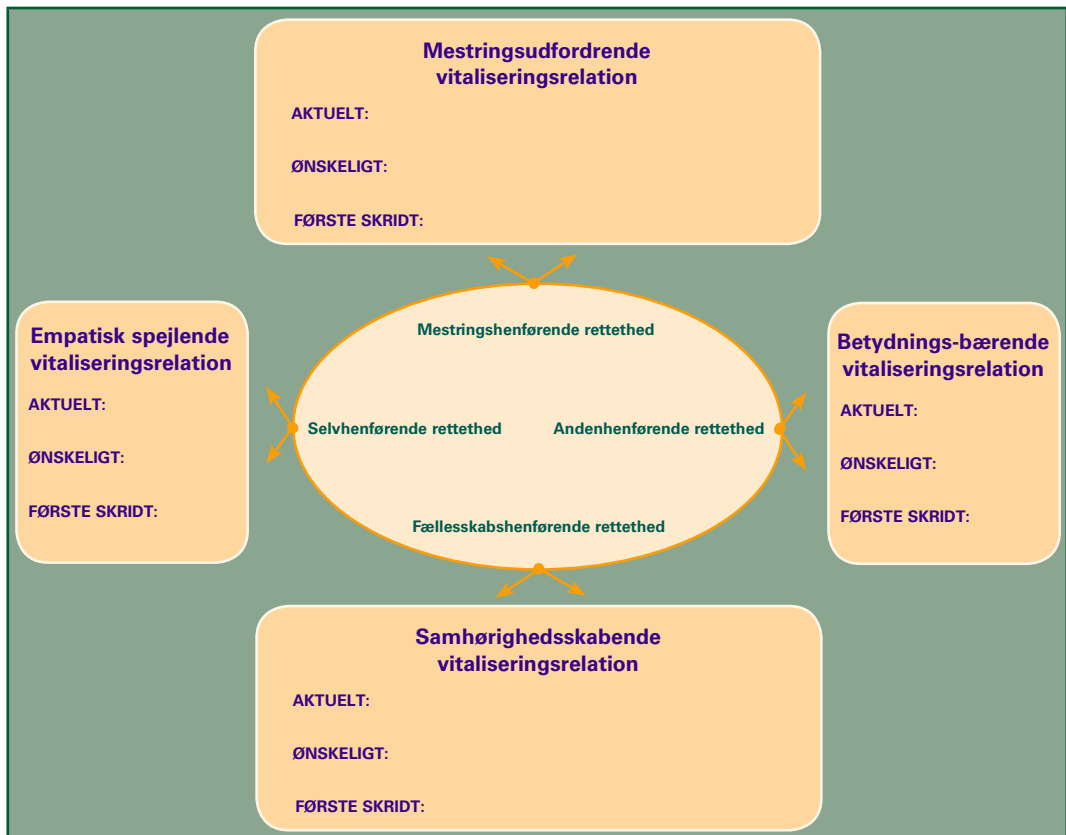 Mestringsudfordrende
vitaliseringsrelation
AKTUELT:
ØNSKELIGT:
FØRSTE SKRIDT:
Empatisk spejlende
vitaliseringsrelation
AKTUELT:
ØNSKELIGT:
FØRSTE SKRIDT:
Mestringshenførende rettethed
Selvhenførende rettethed
Andenhenførende rettethed
Fællesskabshenførende rettethed
Betydnings-bærende
vitaliseringsrelation
AKTUELT:
ØNSKELIGT:
FØRSTE SKRIDT:
Samhørighedsskabende
vitaliseringsrelation
AKTUELT:
ØNSKELIGT:
FØRSTE SKRIDT: